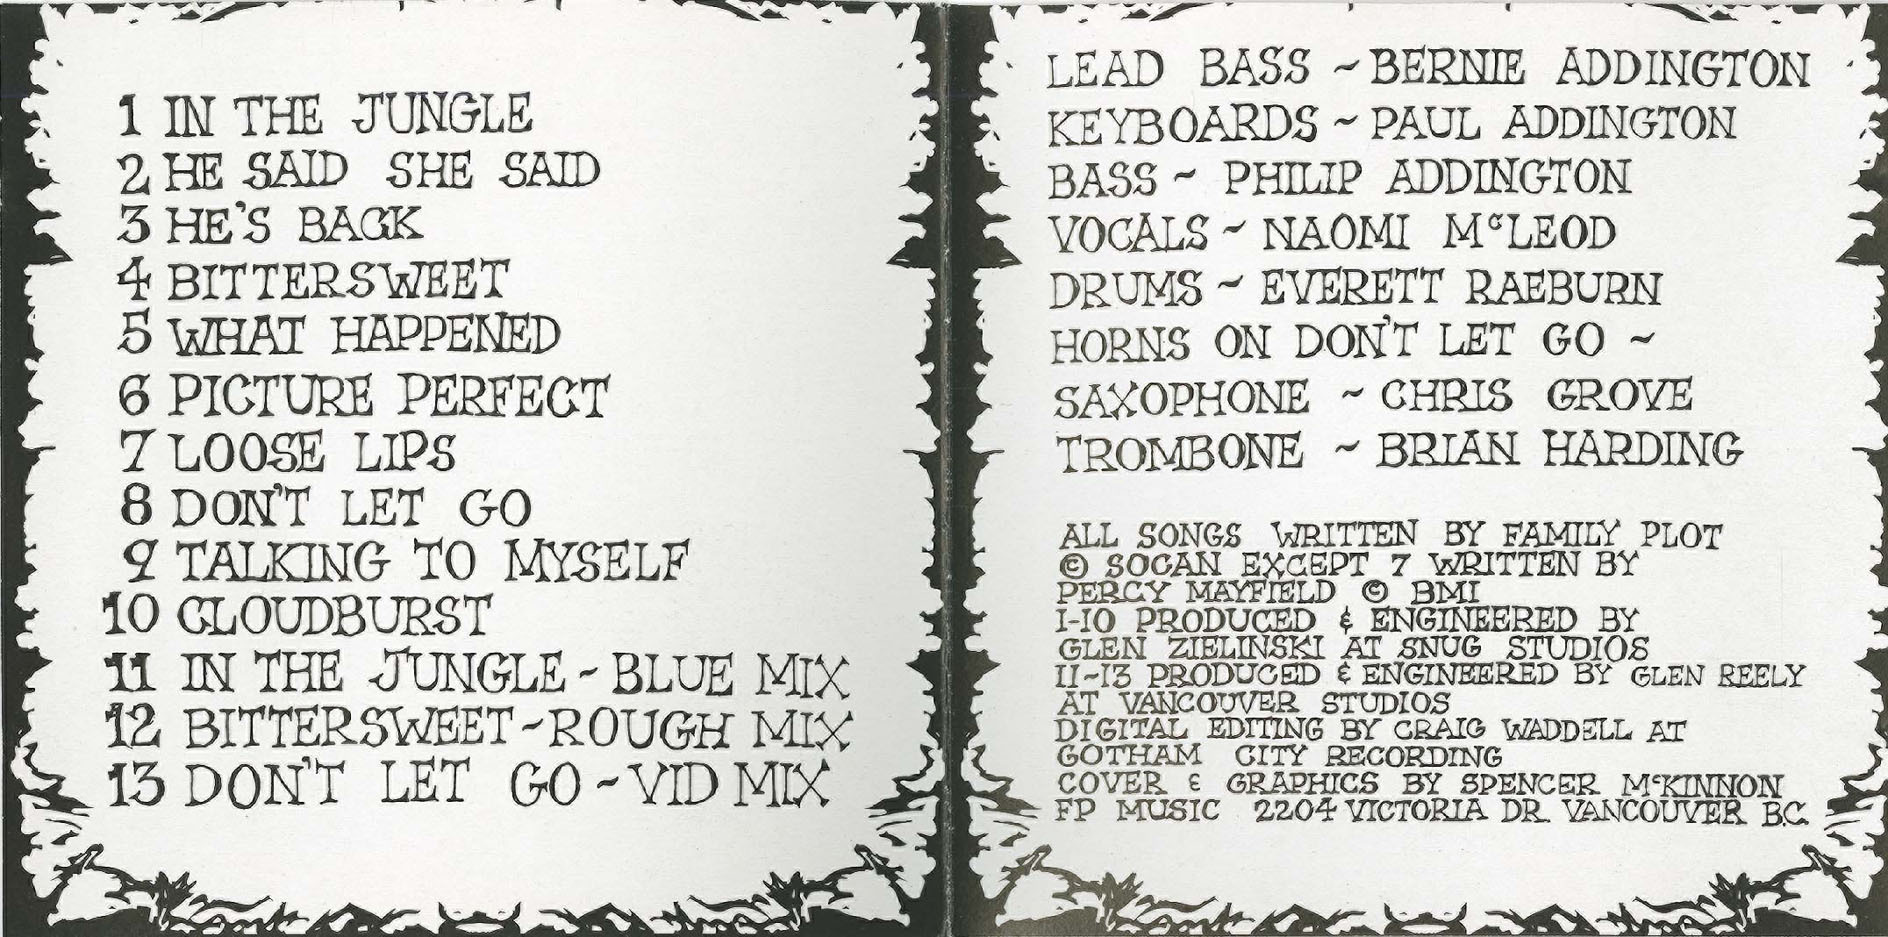 1 IN THE JUNGLE
2 HE SAID SHE SAID
3 HE'S BACK
4 BITTERSWEET
5 WHAT HAPPENED
6 PICTURE PERFECT
7 LOOSE LIPS
8 DON'T LET GO
9 TALKING TO MYSELF
10 CLOUDBURST
11 IN THE JUNGLE ~ BLUE MIX
12 BITTERSWEET ~ ROUGH MIX
13 DON'T LET GO ~ VID MIX
LEAD BASS ~ BERNIE ADDINGTON
KEYBOARDS ~ PAUL ADDINGTON
BASS ~ PHILIP ADDINGTON
VOCALS ~ NAOMI McLEOD
DRUMS ~ EVERETT RAEBURN
HORNS ON DON'T LET GO ~
SAXOPHONE ~ CHRIS GROVE
TROMBONE ~ BRIAN HARDING
ALL SONGS WRITTEN BY FAMILY PLOT
© SOCAN EXCEPT 7 WRITTEN BY
PERCY MAYFIELD © BMI
1-10 PRODUCED & ENGINEERED BY
GLEN ZIELINSKI AT SNUG STUDIOS
11-13 PRODUCED & ENGINEERED BY GLEN REELY
AT VANCOUVER STUDIOS
DIGITAL EDITING BY CRAIG WADDELL AT
GOTHAM CITY RECORDING
COVER & GRAPHICS BY SPENCER McKINNON
FP MUSIC 2204 VICTORIA DR. VANCOUVER B.C.